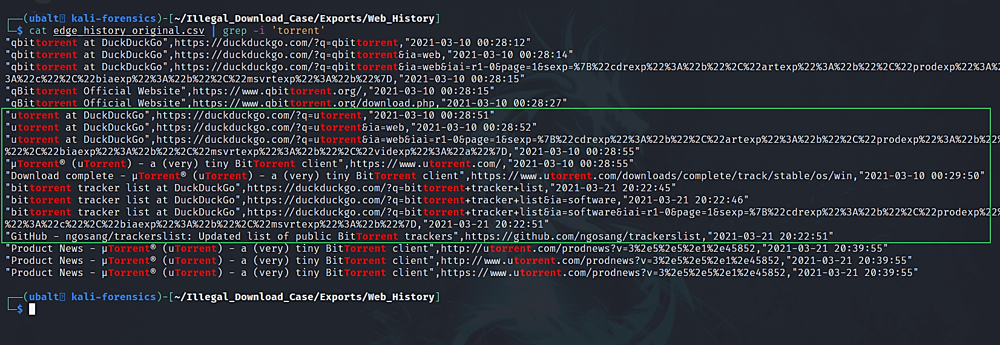 ┌──(ubalt kali-forensics)-[~/Illegal_Download_Case/Exports/Web_History]
└─$ cat edge_history_original.csv | grep -i 'torrent'
"qbittorrent at DuckDuckGo",https://duckduckgo.com/?q=qbittorrent,"2021-03-10 00:28:12"
"qbittorrent at DuckDuckGo",https://duckduckgo.com/?q=qbittorrent&ia=web,"2021-03-10 00:28:14"
"qbittorrent at DuckDuckGo",https://duckduckgo.com/?q=qbittorrent&ia=web&iai=r1-0&page=1&sexp=%7B%22cdrexp%22%3A%22b%22%2C%22artexp%22%3A%22b%22%2C%22prodexp%22%3A%2
3A%22c%22%2C%22biaexp%22%3A%22b%22%2C%22msvrtexp%22%3A%22b%22%7D,"2021-03-10 00:28:15"
"qBittorrent Official Website",https://www.qbittorrent.org/,"2021-03-10 00:28:15"
"qBittorrent Official Website",https://www.qbittorrent.org/download.php,"2021-03-10 00:28:27"
"utorrent at DuckDuckGo",https://duckduckgo.com/?q=utorrent,"2021-03-10 00:28:51"
"utorrent at DuckDuckGo",https://duckduckgo.com/?q=utorrent&ia=web,"2021-03-10 00:28:52"
"utorrent at DuckDuckGo",https://duckduckgo.com/?q=utorrent&ia=web&iai=r1-0&page=1&sexp=%7B%22cdrexp%22%3A%22b%22%2C%22artexp%22%3A%22b%22%2C%22prodexp%22%3A%22b%22%
%22%2C%22biaexp%22%3A%22b%22%2C%22msvrtexp%22%3A%22b%22%2C%22videxp%22%3A%22a%22%7D,"2021-03-10 00:28:55"
"µTorrent® (uTorrent) - a (very) tiny BitTorrent client",https://www.utorrent.com/,"2021-03-10 00:28:55"
"Download complete - µTorrent® (uTorrent) - a (very) tiny BitTorrent client",https://www.utorrent.com/downloads/complete/track/stable/os/win,"2021-03-10 00:29:50"
"bittorrent tracker list at DuckDuckGo",https://duckduckgo.com/?q=bittorrent+tracker+list,"2021-03-21 20:22:45"
"bittorrent tracker list at DuckDuckGo",https://duckduckgo.com/?q=bittorrent+tracker+list&ia=software,"2021-03-21 20:22:46"
"bittorrent tracker list at DuckDuckGo",https://duckduckgo.com/?q=bittorrent+tracker+list&ia=software&iai=r1-0&page=1&sexp=%7B%22cdrexp%22%3A%22b%22%2C%22prodexp%22%
%22%3A%22c%22%2C%22biaexp%22%3A%22b%22%2C%22msvrtexp%22%3A%22b%22%7D,"2021-03-21 20:22:51"
"GitHub - ngosang/trackerslist: Updated list of public BitTorrent trackers",https://github.com/ngosang/trackerslist,"2021-03-21 20:22:51"
"Product News - µTorrent® (uTorrent) - a (very) tiny BitTorrent client",http://utorrent.com/prodnews?v=3%2e5%2e5%2e1%2e45852,"2021-03-21 20:39:55"
"Product News - µTorrent® (uTorrent) - a (very) tiny BitTorrent client",http://www.utorrent.com/prodnews?v=3%2e5%2e5%2e1%2e45852,"2021-03-21 20:39:55"
"Product News - µTorrent® (uTorrent) - a (very) tiny BitTorrent client",https://www.utorrent.com/prodnews?v=3%2e5%2e5%2e1%2e45852,"2021-03-21 20:39:55"
┌──(ubalt kali-forensics)-[~/Illegal_Download_Case/Exports/Web_History]
└─$